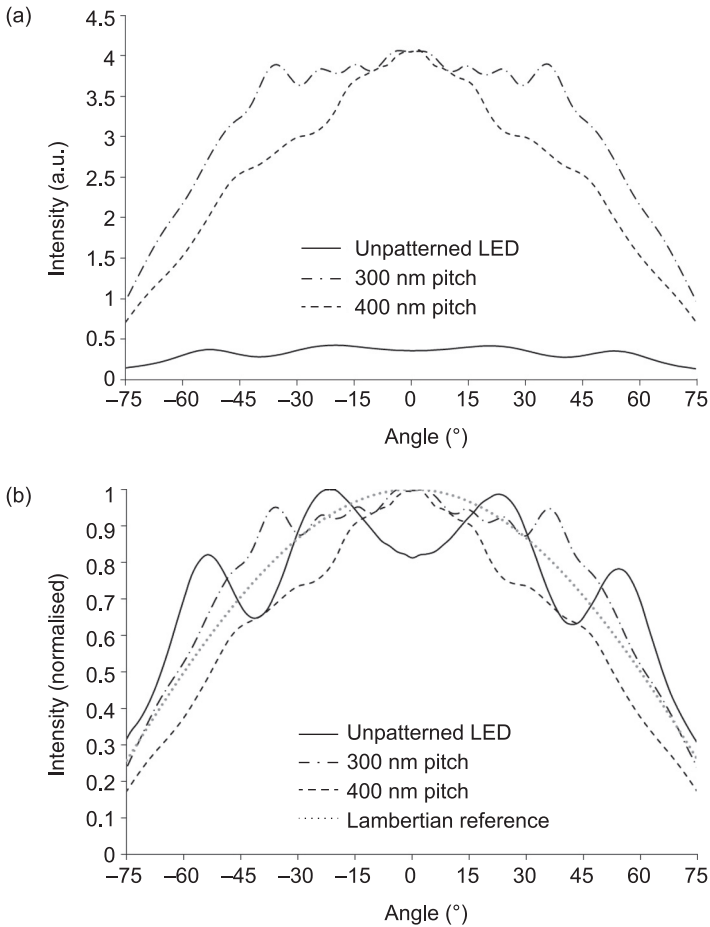 (a)
4.5
4
3.5
3
2.5
2
1.5
1
0.5
0
Intensity (a.u.)
Unpatterned LED
300 nm pitch
400 nm pitch
–75 –60 –45 –30 –15 0 15 30 45 60 75
Angle (°)
(b)
1
0.9
0.8
0.7
0.6
0.5
0.4
0.3
0.2
0.1
0
Intensity (normalised)
Unpatterned LED
300 nm pitch
400 nm pitch
Lambertian reference
–75 –60 –45 –30 –15 0 15 30 45 60 75
Angle (°)